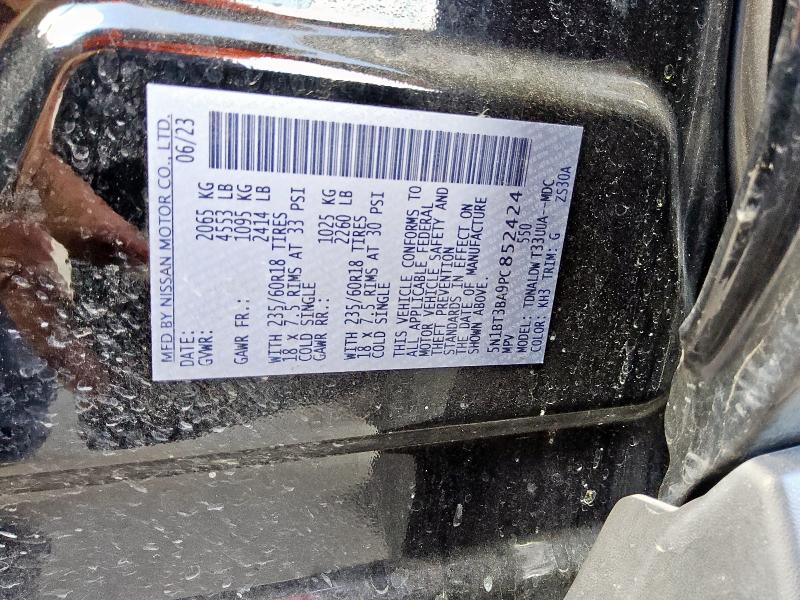 MFD BY NISSAN MOTOR CO., LTD.
DATE: 06/23
GVWR: 2065 KG
4553 LB
GAWR FR.: 1095 KG
2414 LB
WITH 235/60R18 TIRES
18 X 7.5 RIMS AT 33 PSI
COLD SINGLE
GAWR RR.: 1025 KG
2260 LB
WITH 235/60R18 TIRES
18 X 7.5 RIMS AT 30 PSI
COLD SINGLE
THIS VEHICLE CONFORMS TO
ALL APPLICABLE FEDERAL
MOTOR VEHICLE SAFETY AND
THEFT PREVENTION
STANDARDS IN EFFECT ON
THE DATE OF MANUFACTURE
SHOWN ABOVE.
5N1BT3BA9PC852424
MPV 550
MODEL: TDMALDWT33UUA-MDC
COLOR: KH3 TRIM: G ZS30A